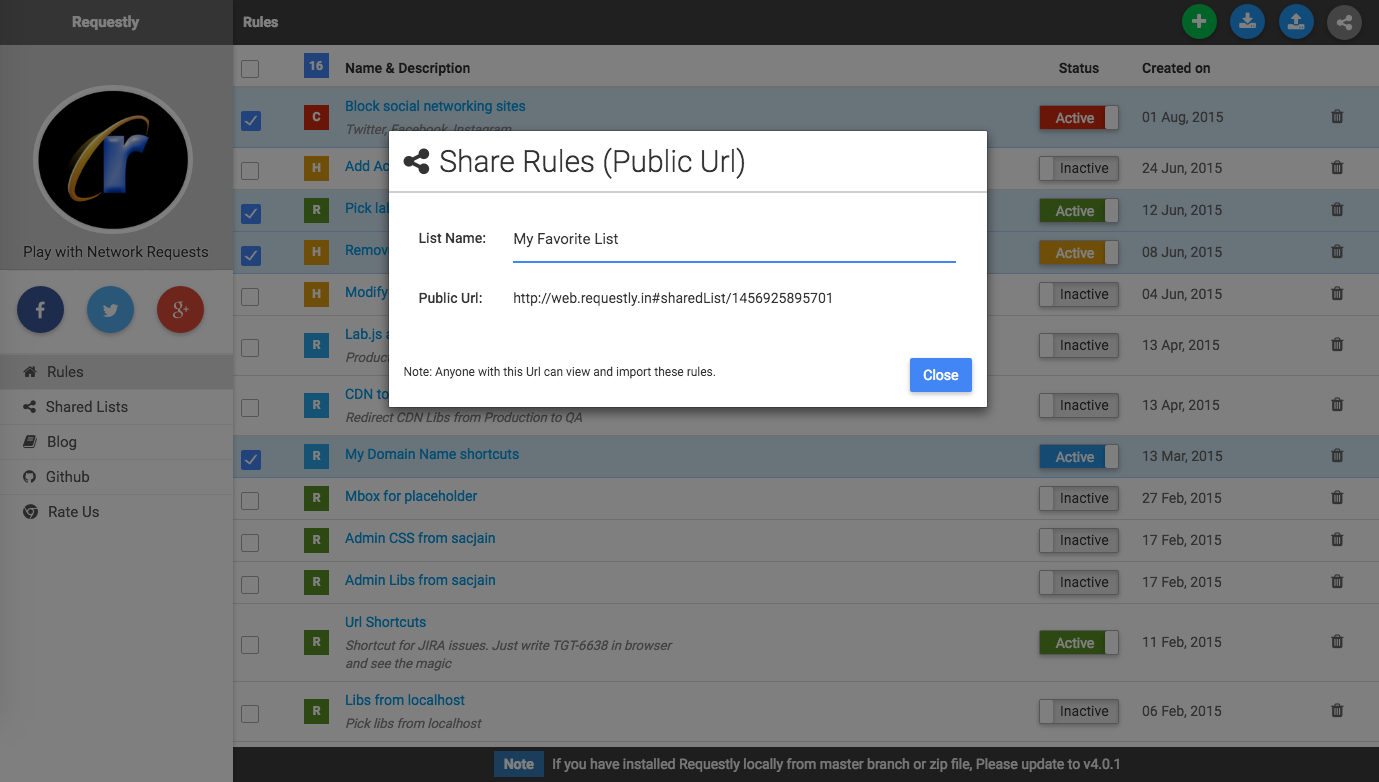 Requestly
Rules
16 Name & Description Status Created on
C Block social networking sites Active 01 Aug, 2015
Twitter, Facebook, Instagram
H Add Ac Inactive 24 Jun, 2015
R Pick lab Active 12 Jun, 2015
H Removi Active 08 Jun, 2015
H Modify Inactive 04 Jun, 2015
R Lab.js a Inactive 13 Apr, 2015
Produc
R CDN to Inactive 13 Apr, 2015
Redirect CDN Libs from Production to QA
R My Domain Name shortcuts Active 13 Mar, 2015
R Mbox for placeholder Inactive 27 Feb, 2015
R Admin CSS from sacjain Inactive 17 Feb, 2015
R Admin Libs from sacjain Inactive 17 Feb, 2015
R Url Shortcuts Active 11 Feb, 2015
Shortcut for JIRA issues. Just write TGT-6638 in browser
and see the magic
R Libs from localhost Inactive 06 Feb, 2015
Pick libs from localhost
r
Play with Network Requests
f g+
Rules
Shared Lists
Blog
Github
Rate Us
Share Rules (Public Url)
List Name: My Favorite List
Public Url: http://web.requestly.in#sharedList/1456925895701
Note: Anyone with this Url can view and import these rules.
Close
Note If you have installed Requestly locally from master branch or zip file, Please update to v4.0.1